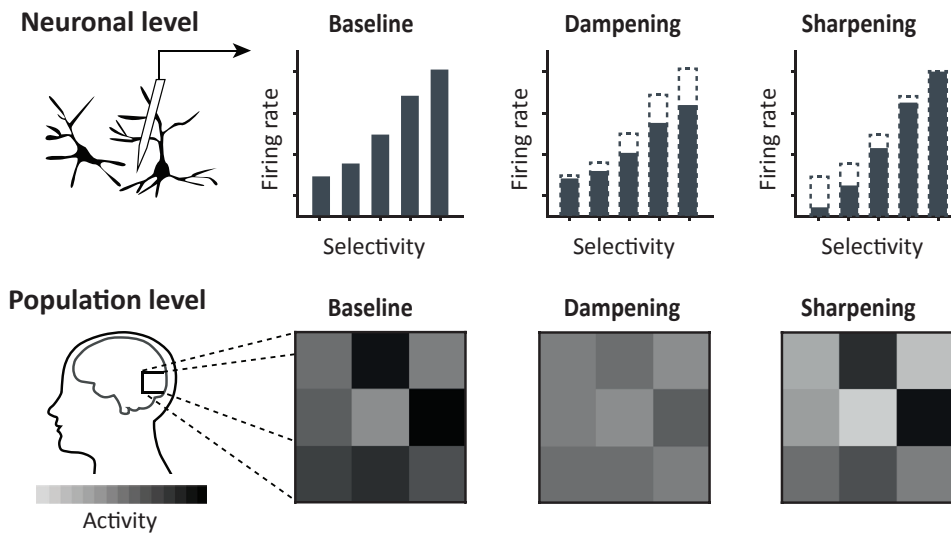 Neuronal level
Baseline
Dampening
Sharpening
Firing rate
Firing rate
Firing rate
Selectivity
Selectivity
Selectivity
Population level
Baseline
Dampening
Sharpening
Activity